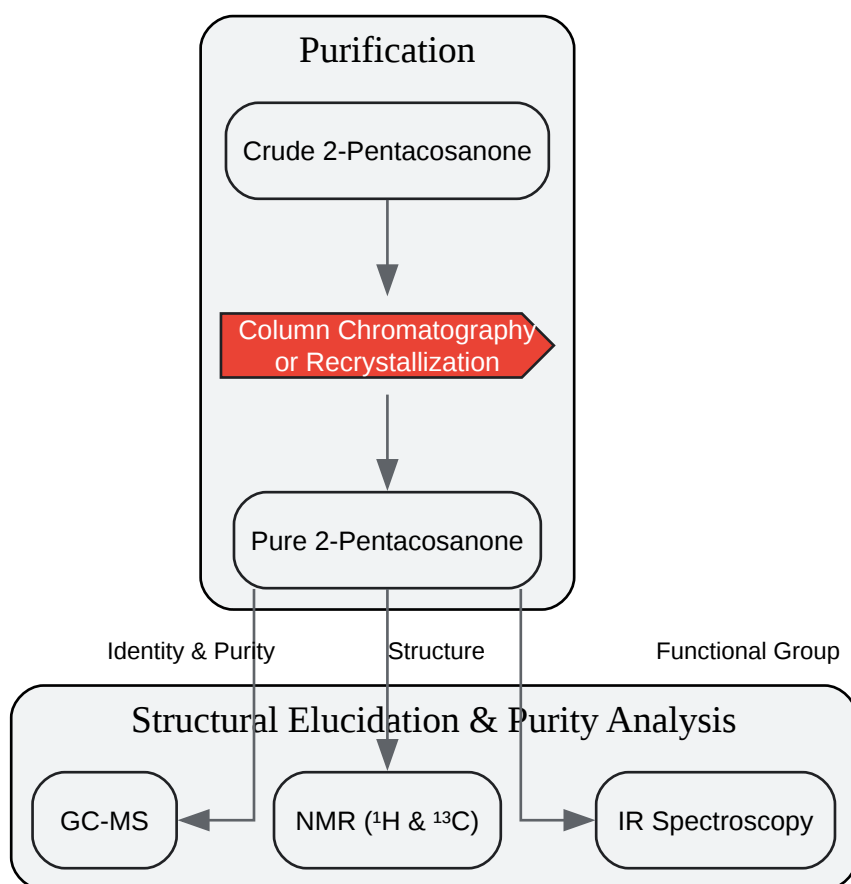 Purification
Crude 2-Pentacosanone
Column Chromatography
or Recrystallization
Pure 2-Pentacosanone
Identity & Purity
Structure
Functional Group
Structural Elucidation & Purity Analysis
GC-MS
NMR (¹H & ¹³C)
IR Spectroscopy